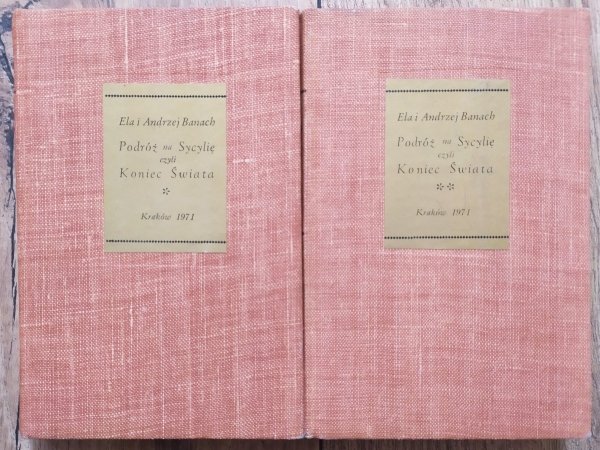 Ela i Andrzej Banach
Podróż na Sycylię
czyli
Koniec Świata
*
Kraków 1971
Ela i Andrzej Banach
Podróż na Sycylię
czyli
Koniec Świata
* *
Kraków 1971